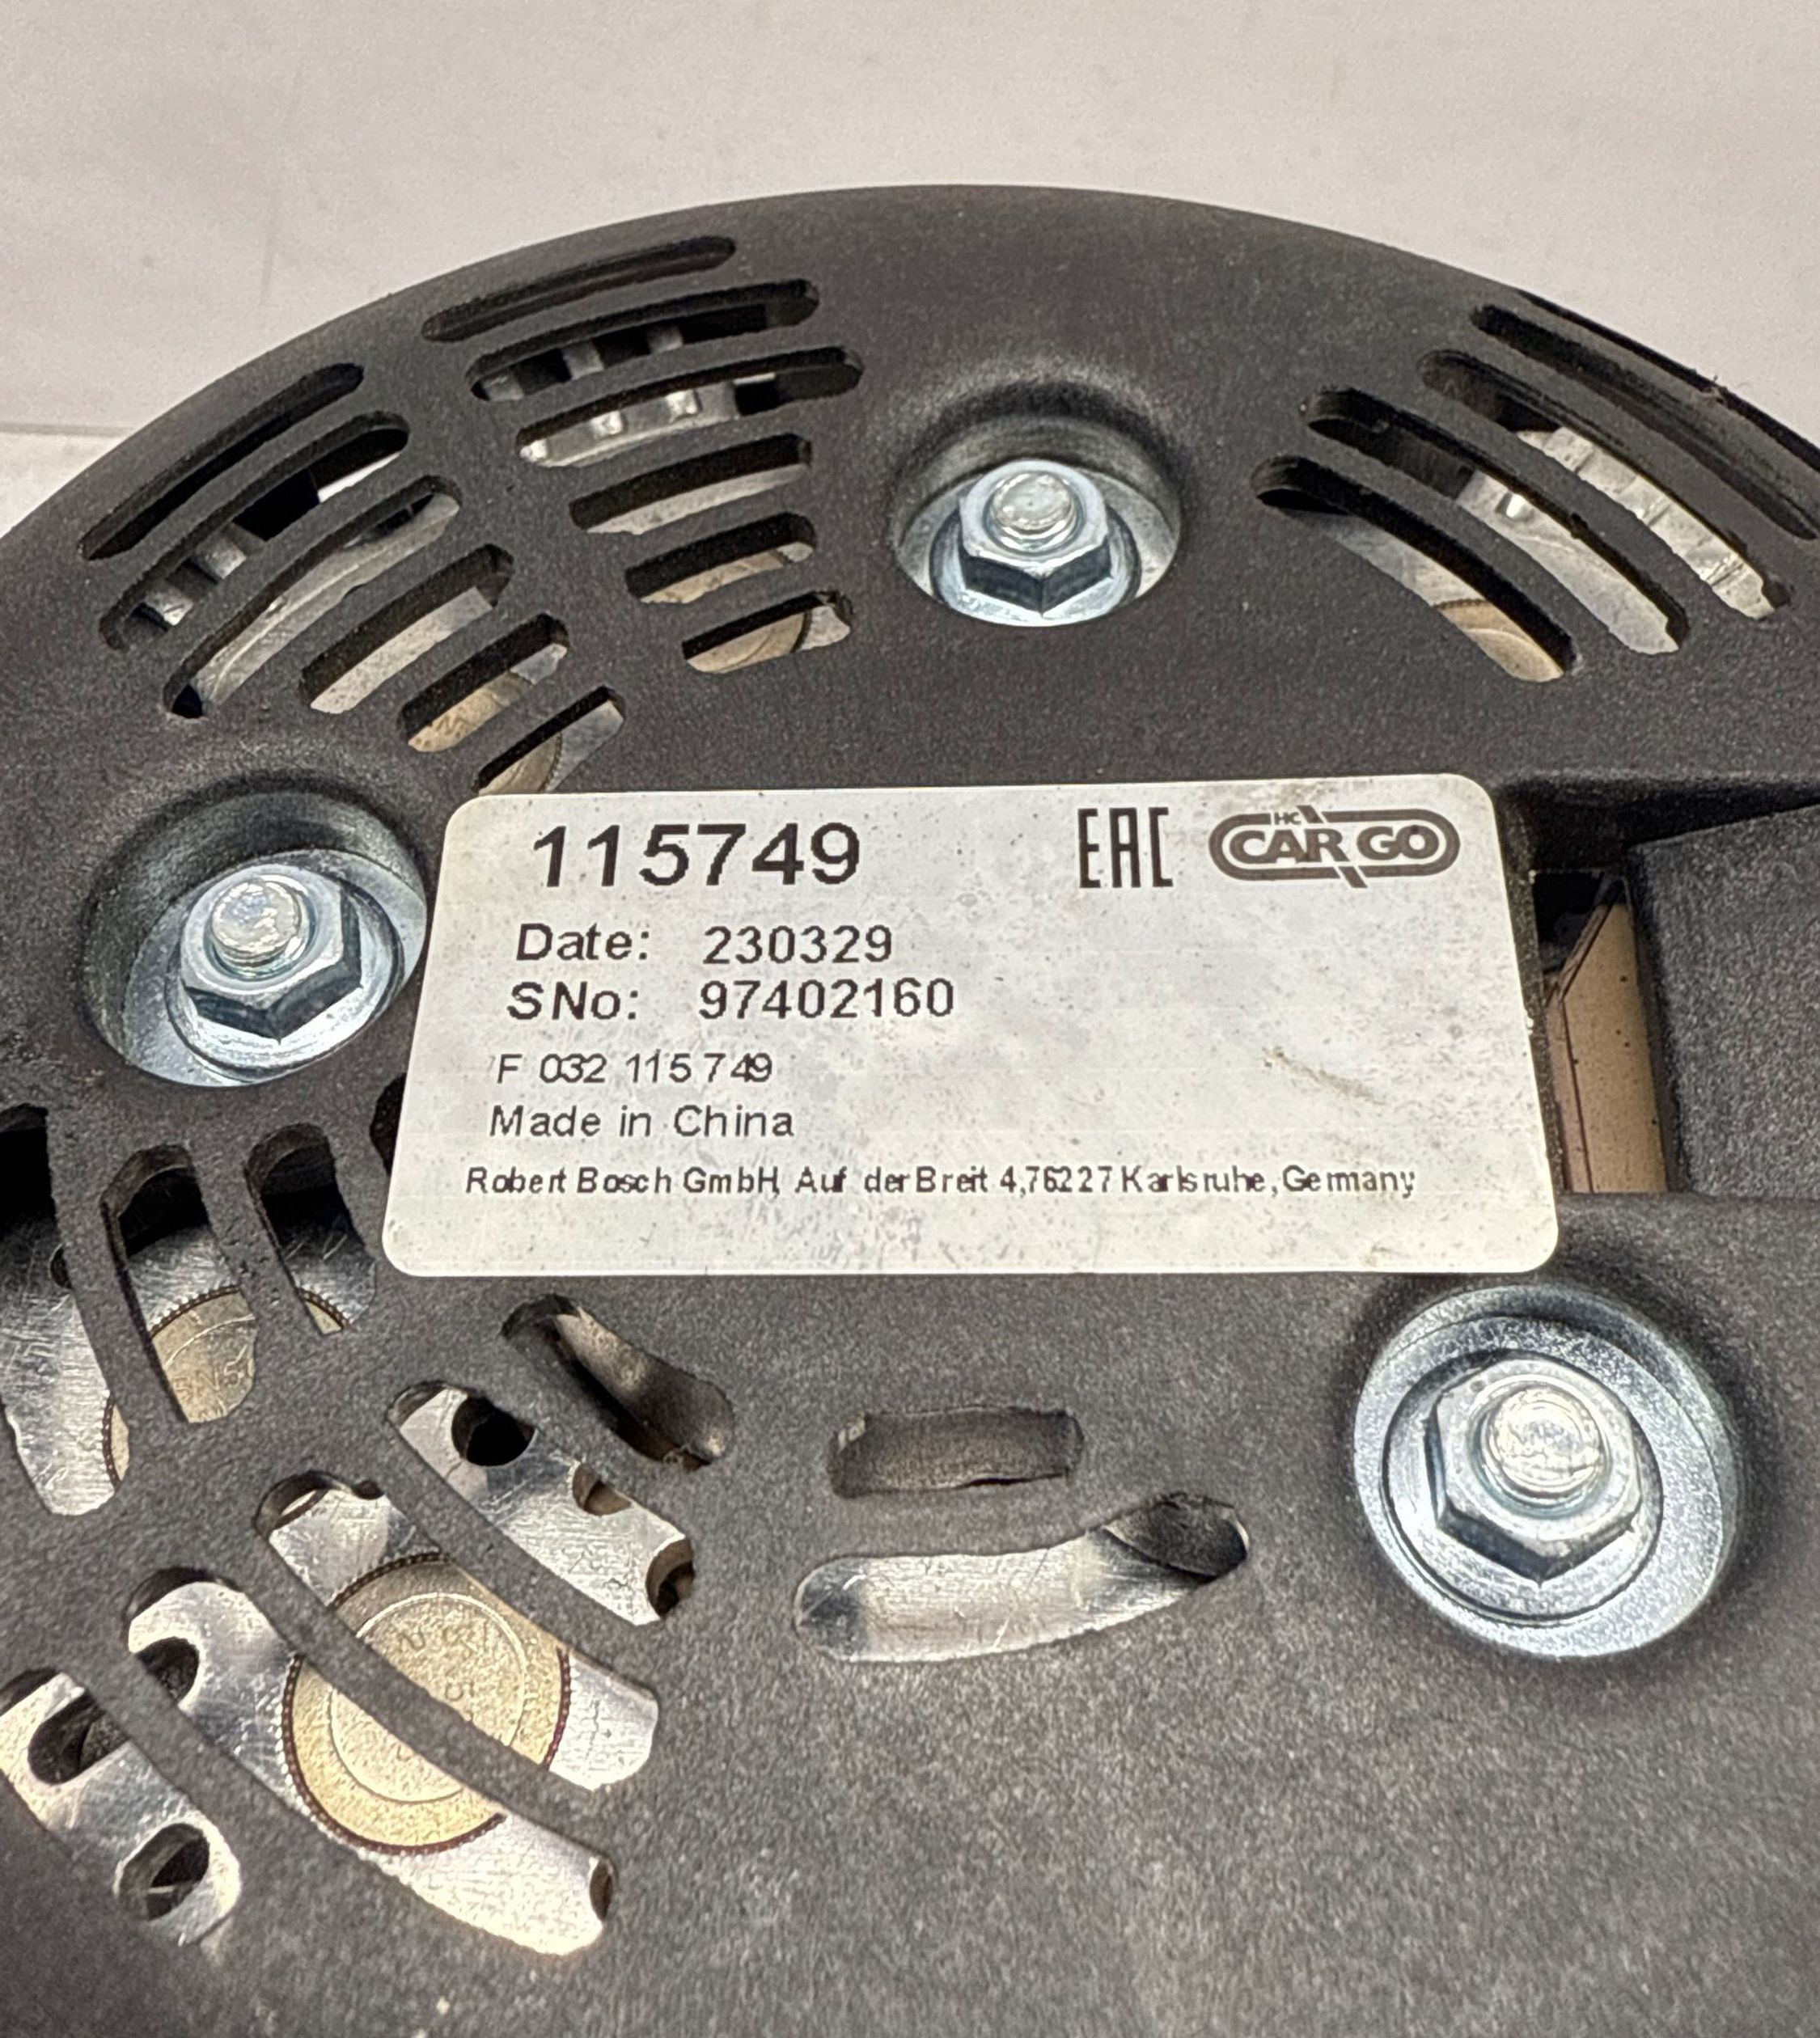 115749 EAC HC CARGO
Date: 230329
SNo: 97402160
F 032 115 749
Made in China
Robert Bosch GmbH, Auf der Breit 4, 76227 Karlsruhe, Germany